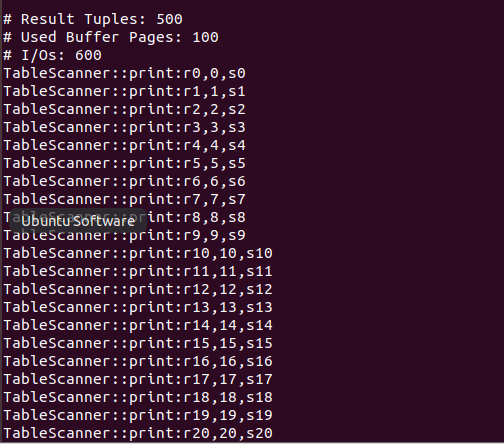 # Result Tuples: 500
# Used Buffer Pages: 100
# I/Os: 600
TableScanner::print:r0,0,s0
TableScanner::print:r1,1,s1
TableScanner::print:r2,2,s2
TableScanner::print:r3,3,s3
TableScanner::print:r4,4,s4
TableScanner::print:r5,5,s5
TableScanner::print:r6,6,s6
TableScanner::print:r7,7,s7
TableScanner::print:r8,8,s8
Ubuntu Software
TableScanner::print:r9,9,s9
TableScanner::print:r10,10,s10
TableScanner::print:r11,11,s11
TableScanner::print:r12,12,s12
TableScanner::print:r13,13,s13
TableScanner::print:r14,14,s14
TableScanner::print:r15,15,s15
TableScanner::print:r16,16,s16
TableScanner::print:r17,17,s17
TableScanner::print:r18,18,s18
TableScanner::print:r19,19,s19
TableScanner::print:r20,20,s20